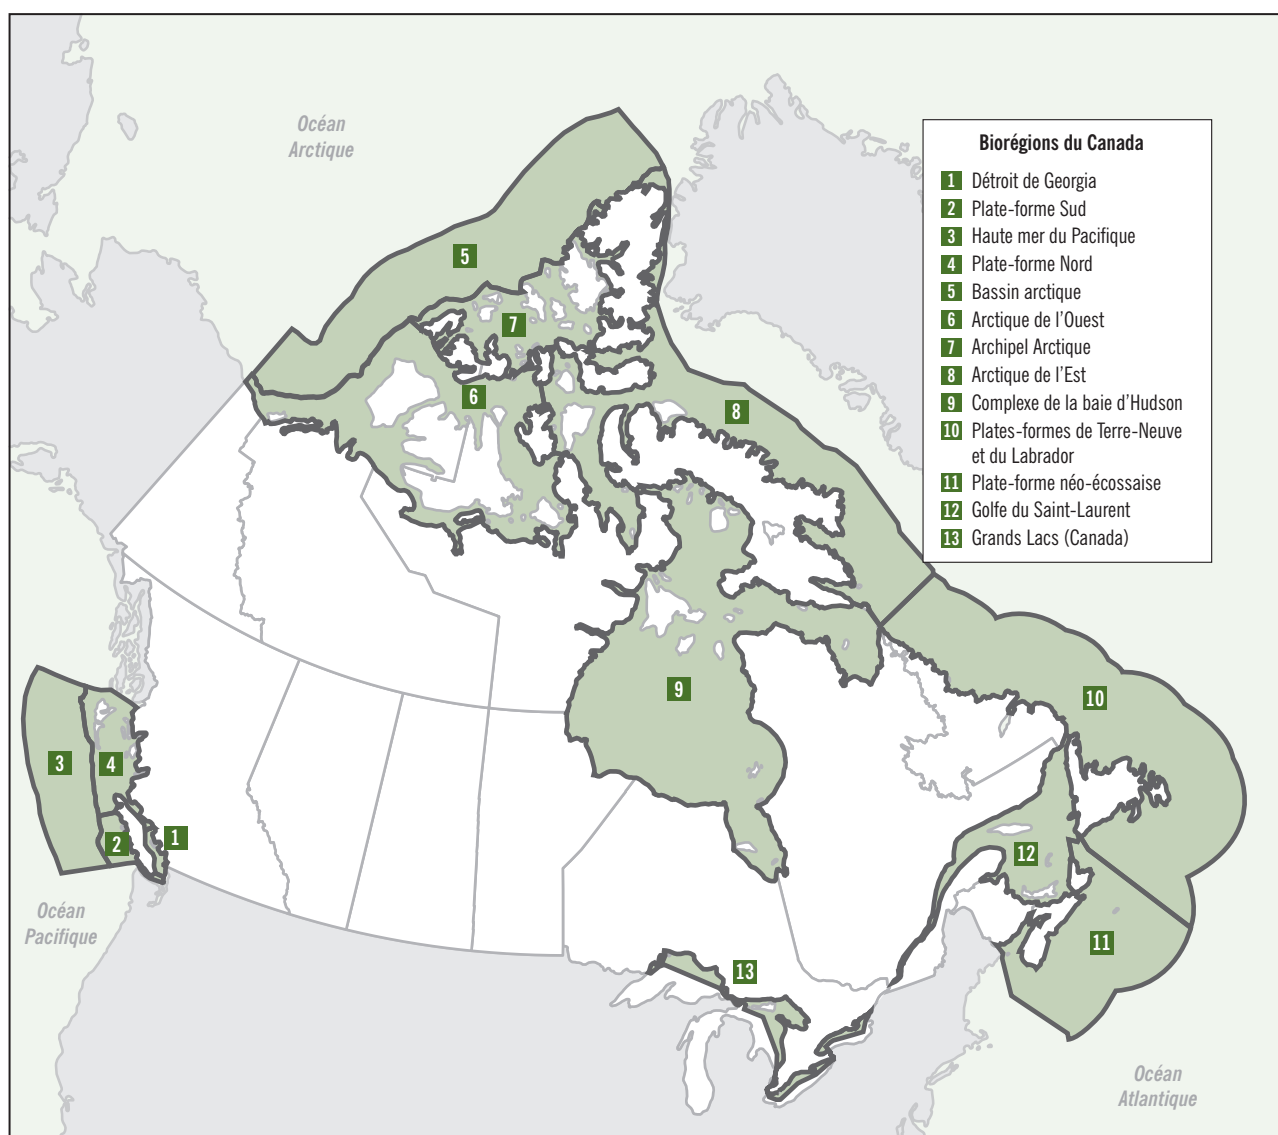 Océan
Arctique
Biorégions du Canada
1 Détroit de Georgia
2 Plate-forme Sud
3 Haute mer du Pacifique
4 Plate-forme Nord
5 Bassin arctique
6 Arctique de l'Ouest
7 Archipel Arctique
8 Arctique de l'Est
9 Complexe de la baie d'Hudson
10 Plates-formes de Terre-Neuve
et du Labrador
11 Plate-forme néo-écossaise
12 Golfe du Saint-Laurent
13 Grands Lacs (Canada)
5
7
6
8
9
10
3
4
2
1
12
11
13
Océan
Pacifique
Océan
Atlantique